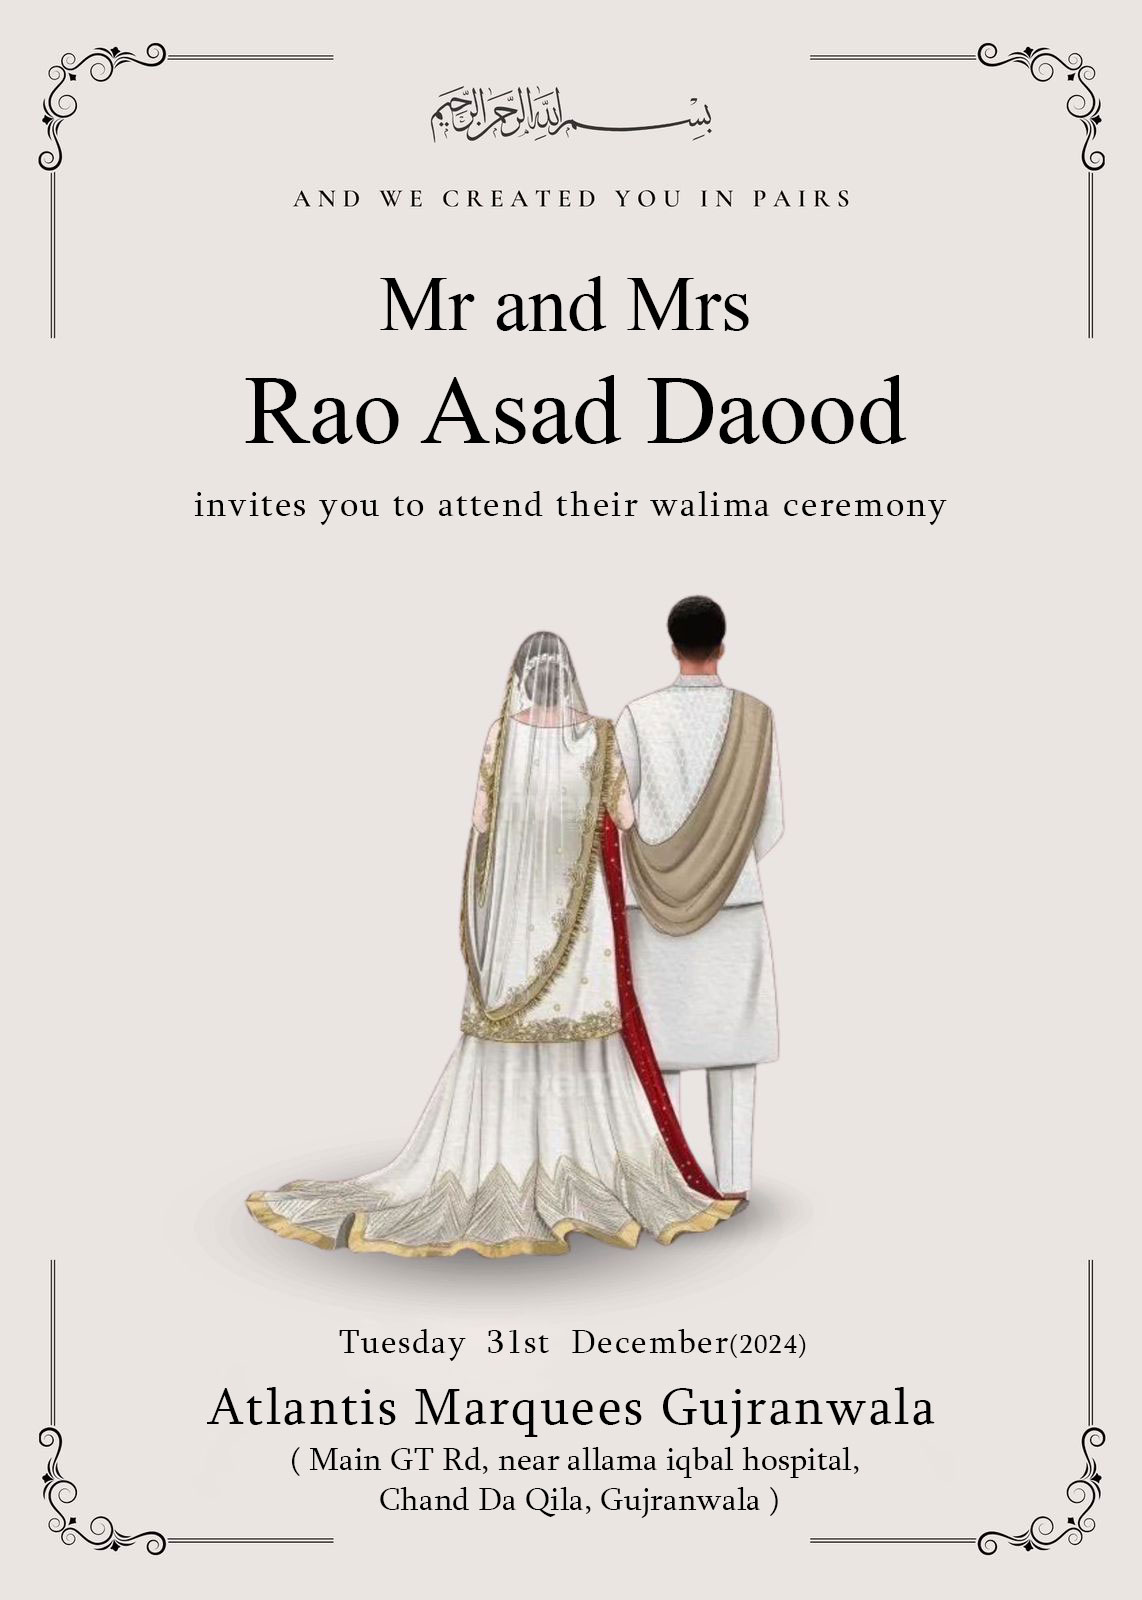 بسم الله الرحمن الرحيم
AND WE CREATED YOU IN PAIRS
Mr and Mrs
Rao Asad Daood
invites you to attend their walima ceremony
Tuesday 31st December(2024)
Atlantis Marquees Gujranwala
( Main GT Rd, near allama iqbal hospital,
Chand Da Qila, Gujranwala )